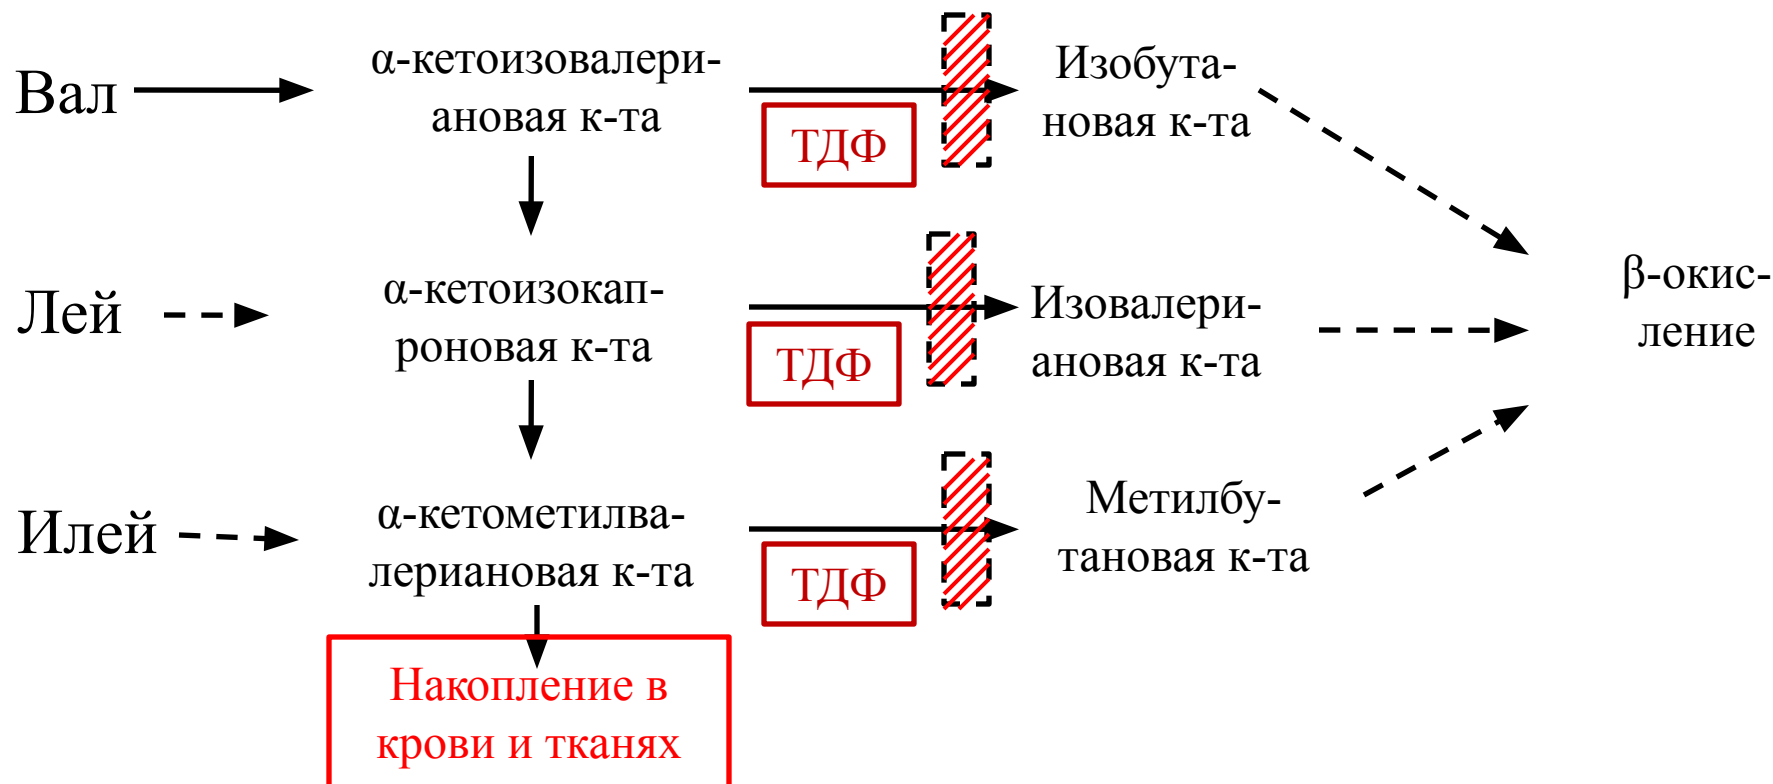 Вал
α-кетоизовалери-
ановая к-та
ТДФ
Изобута-
новая к-та
Лей
α-кетоизокап-
роновая к-та
ТДФ
Изовалери-
ановая к-та
β-окис-
ление
Илей
α-кетометилва-
лериановая к-та
ТДФ
Метилбу-
тановая к-та
Накопление в
крови и тканях